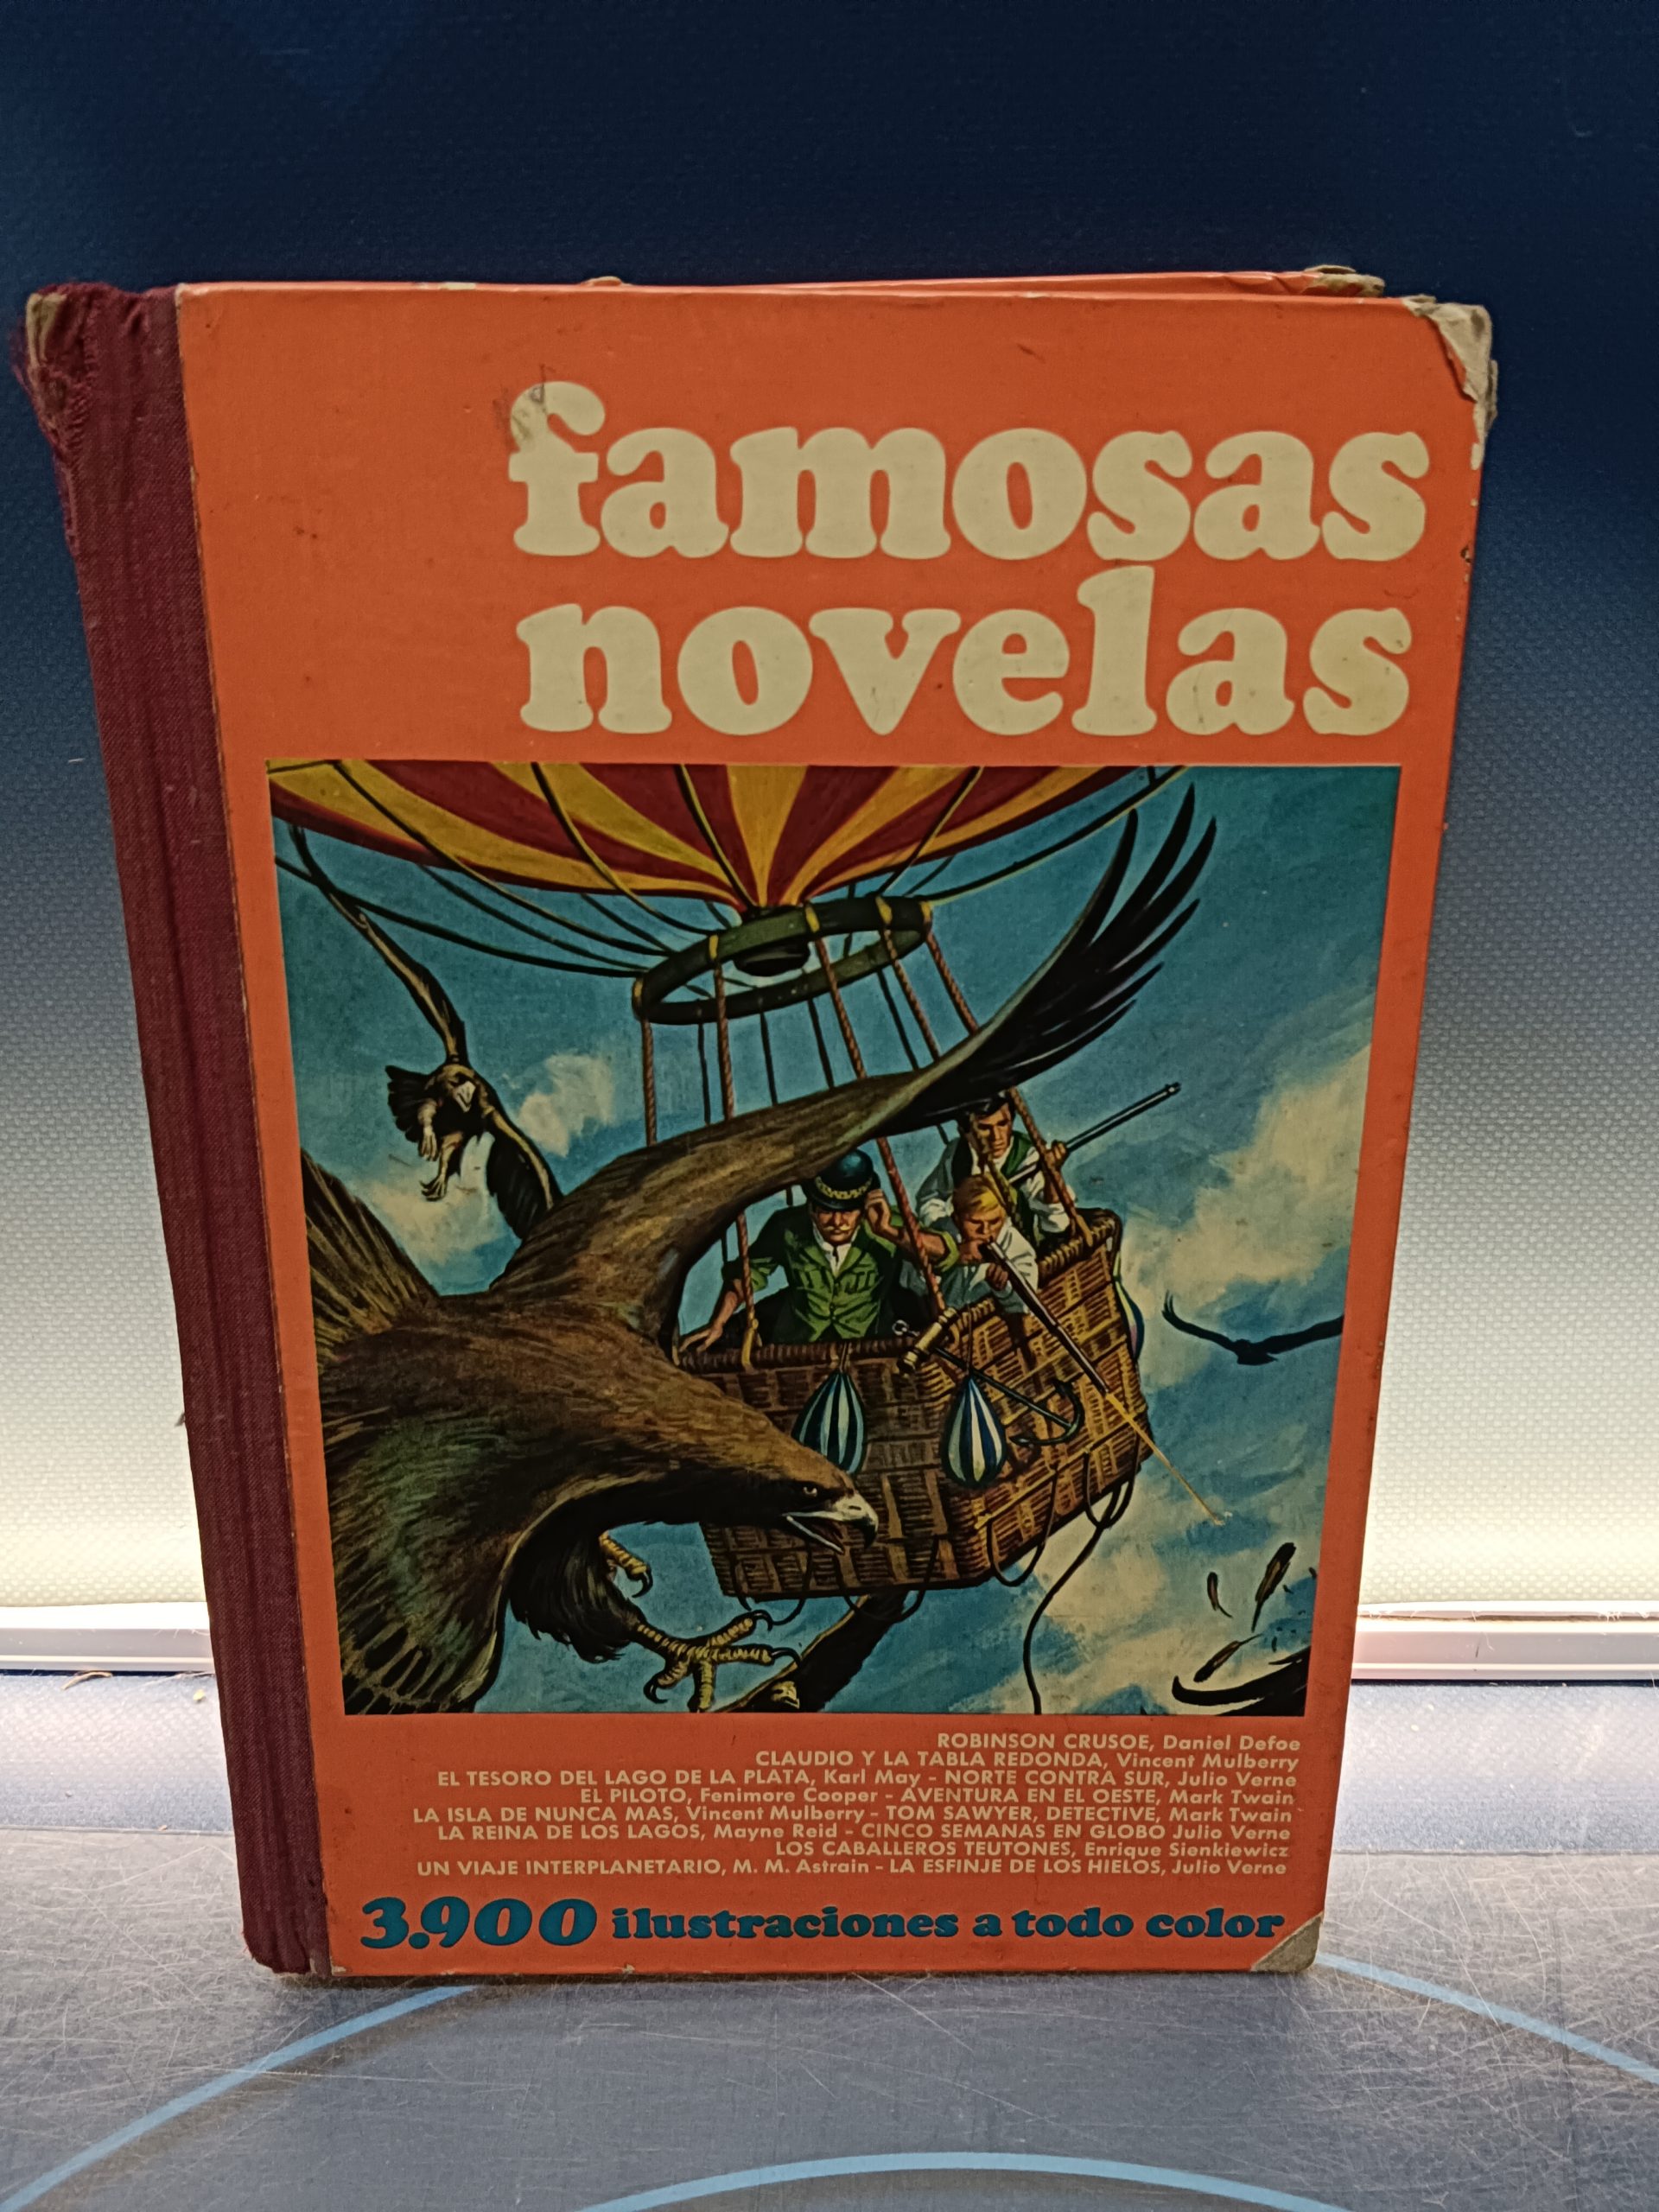 famosas
novelas
ROBINSON CRUSOE, Daniel Defoe
CLAUDIO Y LA TABLA REDONDA, Vincent Mulberry
EL TESORO DEL LAGO DE LA PLATA, Karl May - NORTE CONTRA SUR, Julio Verne
EL PILOTO, Fenimore Cooper - AVENTURA EN EL OESTE, Mark Twain
LA ISLA DE NUNCA MAS, Vincent Mulberry - TOM SAWYER, DETECTIVE, Mark Twain
LA REINA DE LOS LAGOS, Mayne Reid - CINCO SEMANAS EN GLOBO Julio Verne
LOS CABALLEROS TEUTONES, Enrique Sienkiewicz
UN VIAJE INTERPLANETARIO, M. M. Astrain - LA ESFINJE DE LOS HIELOS, Julio Verne
3.900 ilustraciones a todo color